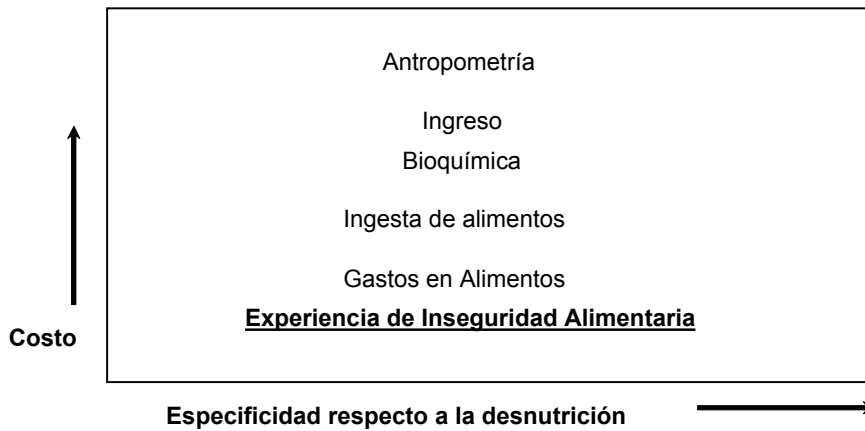 Antropometría
Ingreso
Bioquímica
Ingesta de alimentos
Gastos en Alimentos
Experiencia de Inseguridad Alimentaria
Costo
Especificidad respecto a la desnutrición